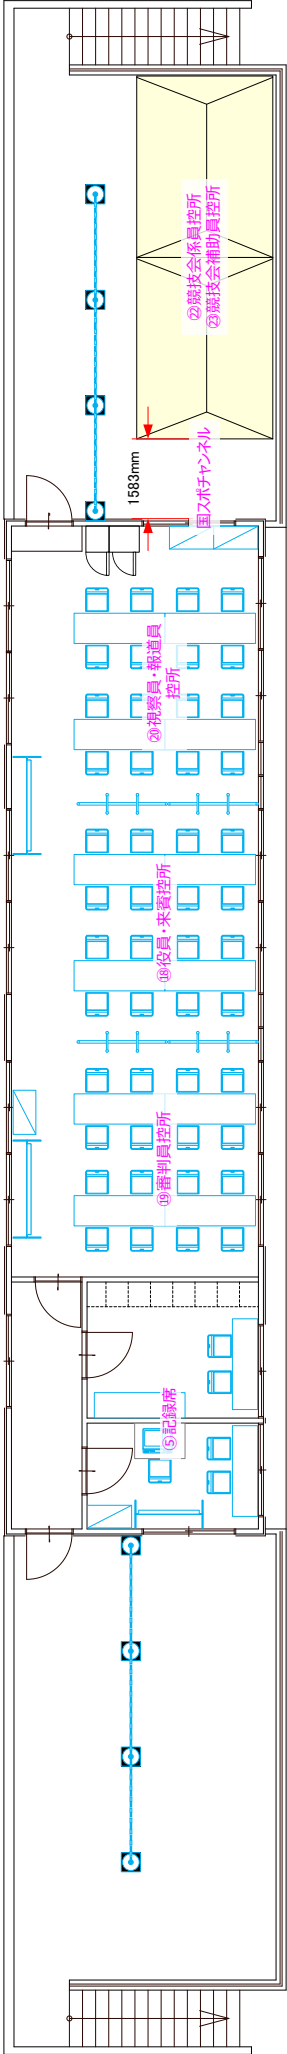 ㉒競技会係員控所
㉓競技会補助員控所
1583mm
国スポチャンネル
⑳視察員・報道員
控所
⑱役員・来賓控所
⑲審判員控所
⑤記録席